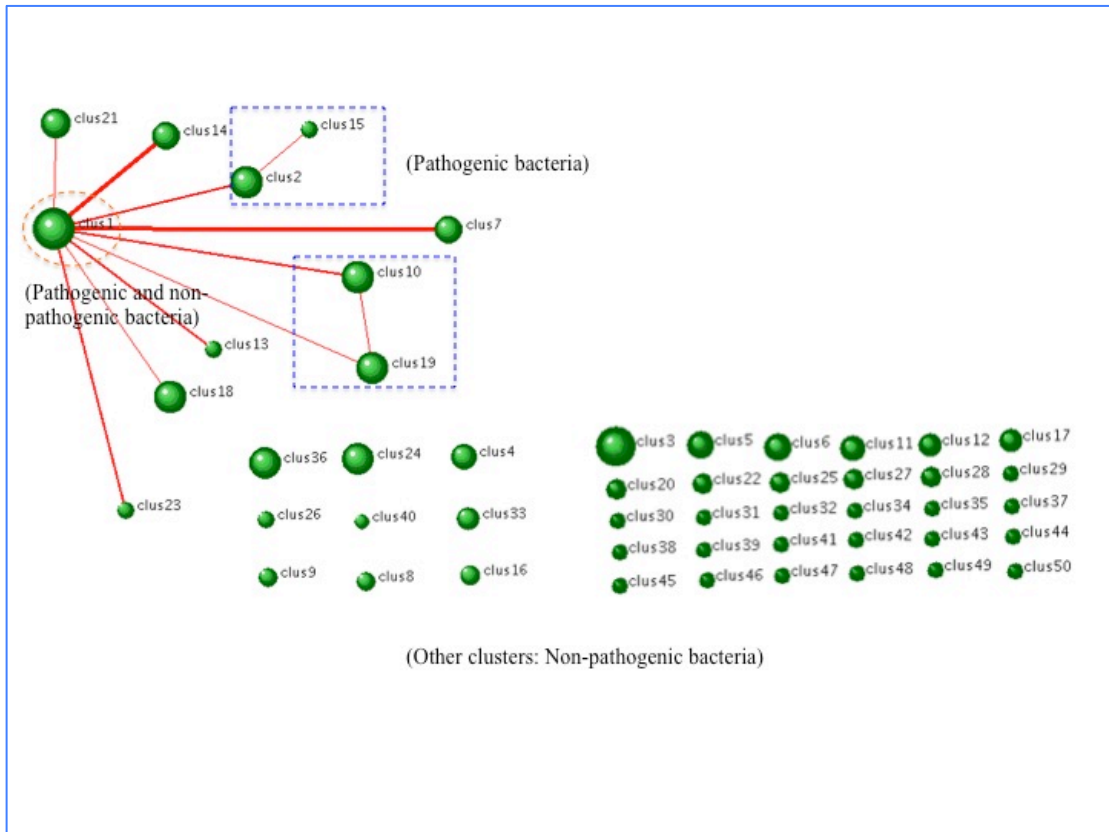 clus21
clus14
clus15
(Pathogenic bacteria)
clus2
clus1
clus7
clus10
(Pathogenic and non-
pathogenic bacteria)
clus13
clus19
clus18
clus23
clus36 clus24 clus4
clus26 clus40 clus33
clus9 clus8 clus16
clus3 clus5 clus6 clus11 clus12 clus17
clus20 clus22 clus25 clus27 clus28 clus29
clus30 clus31 clus32 clus34 clus35 clus37
clus38 clus39 clus41 clus42 clus43 clus44
clus45 clus46 clus47 clus48 clus49 clus50
(Other clusters: Non-pathogenic bacteria)